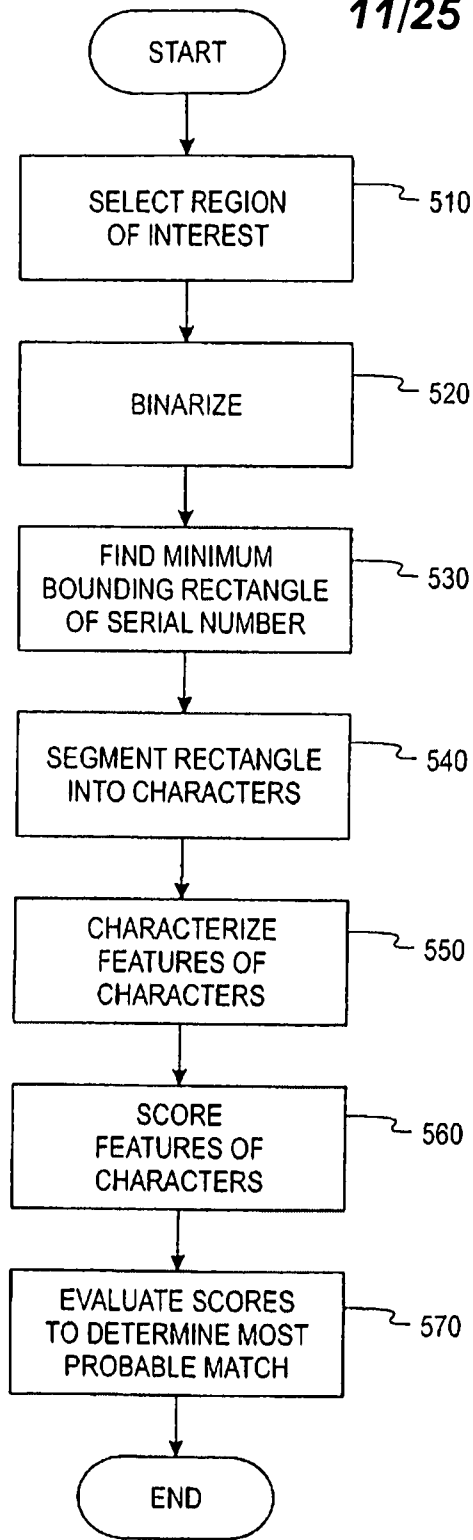 11/25
START
SELECT REGION
OF INTEREST
510
BINARIZE
520
FIND MINIMUM
BOUNDING RECTANGLE
OF SERIAL NUMBER
530
SEGMENT RECTANGLE
INTO CHARACTERS
540
CHARACTERIZE
FEATURES OF
CHARACTERS
550
SCORE
FEATURES OF
CHARACTERS
560
EVALUATE SCORES
TO DETERMINE MOST
PROBABLE MATCH
570
END